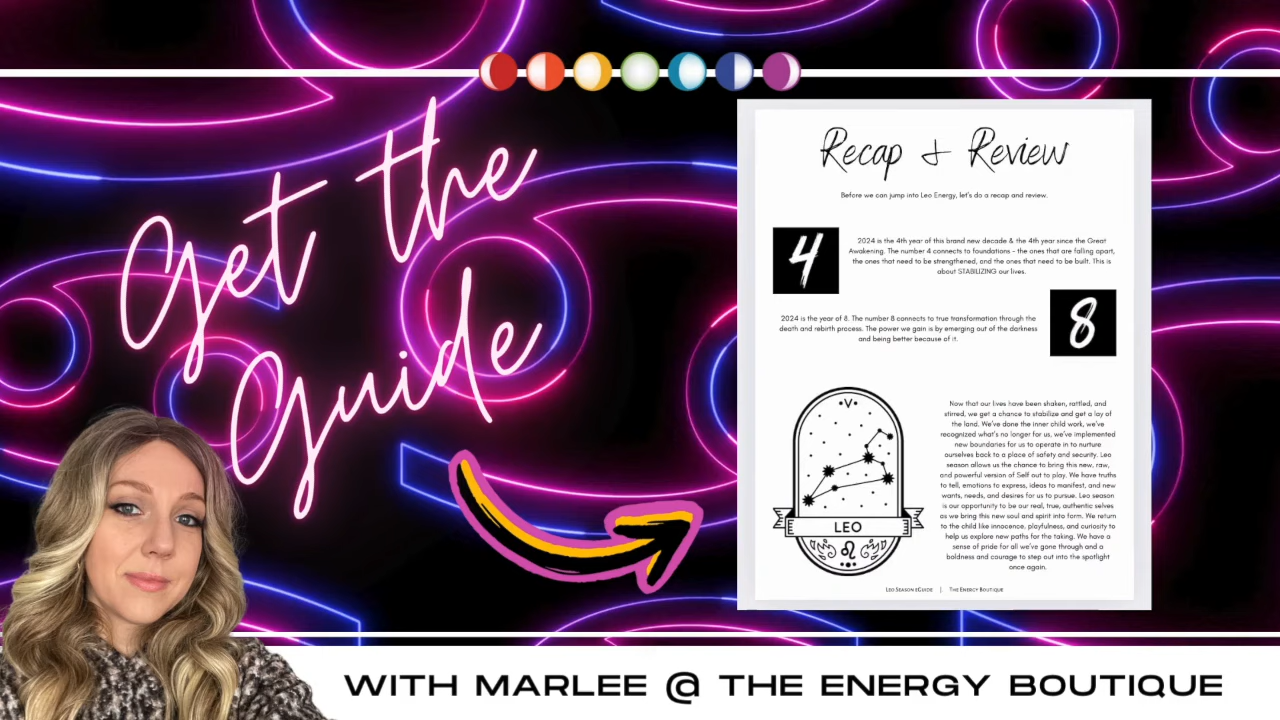 Get the
Guide
Recap & Review
Before we can jump into Leo Energy, let's do a recap and review.
4
2024 is the 4th year of this brand new decade & the 4th year since the Great
Awakening. The number 4 connects to foundations - the ones that are falling apart,
the ones that need to be strengthened, and the ones that need to be built. This is
about STABILIZING our lives.
8
2024 is the year of 8. The number 8 connects to true transformation through the
death and rebirth process. The power we gain is by emerging out of the darkness
and being better because of it.
•V•
LEO
♌
Now that our lives have been shaken, rattled, and
stirred, we get a chance to stabilize and get a lay of
the land. We've done the inner child work, we've
recognized what's no longer for us, we've implemented
new boundaries for us to operate in to nurture
ourselves back to a place of safety and security. Leo
season allows us the chance to bring this new, raw,
and powerful version of Self out to play. We have truths
to tell, emotions to express, ideas to manifest, and new
wants, needs, and desires for us to pursue. Leo season
is our opportunity to be our real, true, authentic selves
as we bring this new soul and spirit into form. We return
to the child like innocence, playfulness, and curiosity to
help us explore new paths for the taking. We have a
sense of pride for all we've gone through and a
boldness and courage to step out into the spotlight
once again.
Leo Season eGuide | The Energy Boutique
WITH MARLEE @ THE ENERGY BOUTIQUE